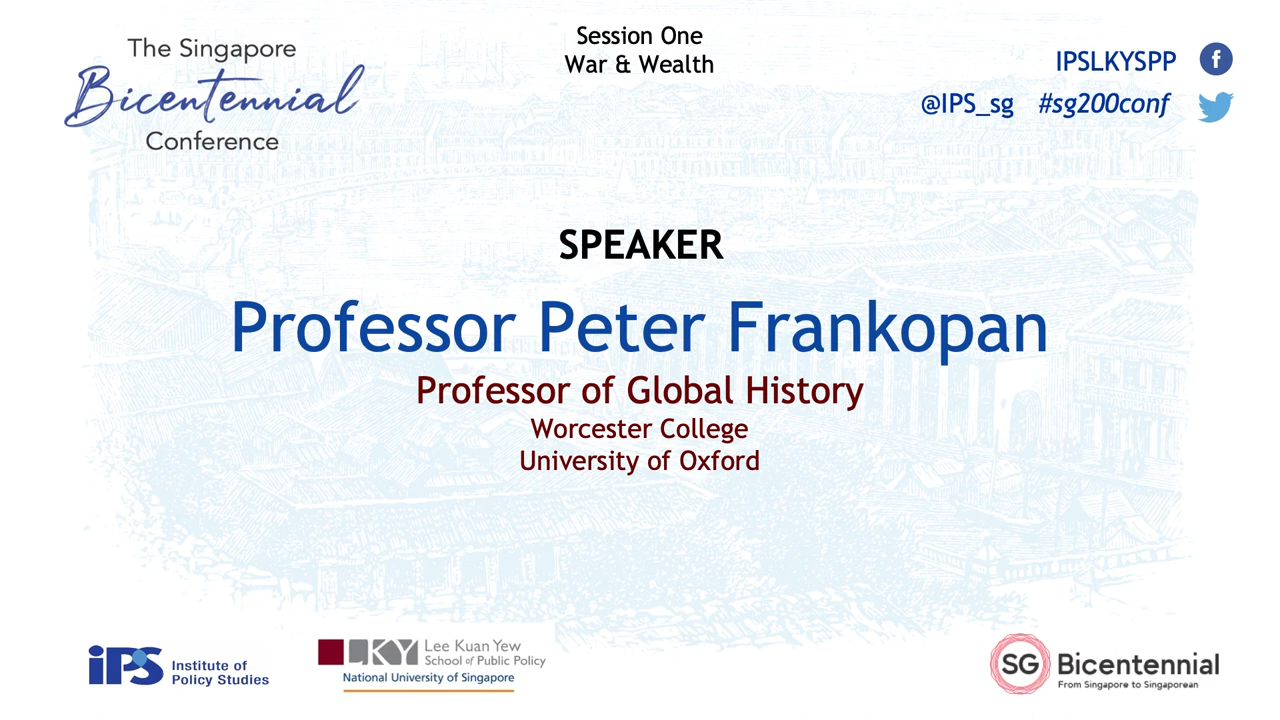 The Singapore
Bicentennial
Conference
Session One
War & Wealth
IPSLKYSPP
@IPS_sg #sg200conf
SPEAKER
Professor Peter Frankopan
Professor of Global History
Worcester College
University of Oxford
iPS Institute of
Policy Studies
LKY Lee Kuan Yew
School of Public Policy
National University of Singapore
SG Bicentennial
From Singapore to Singaporean